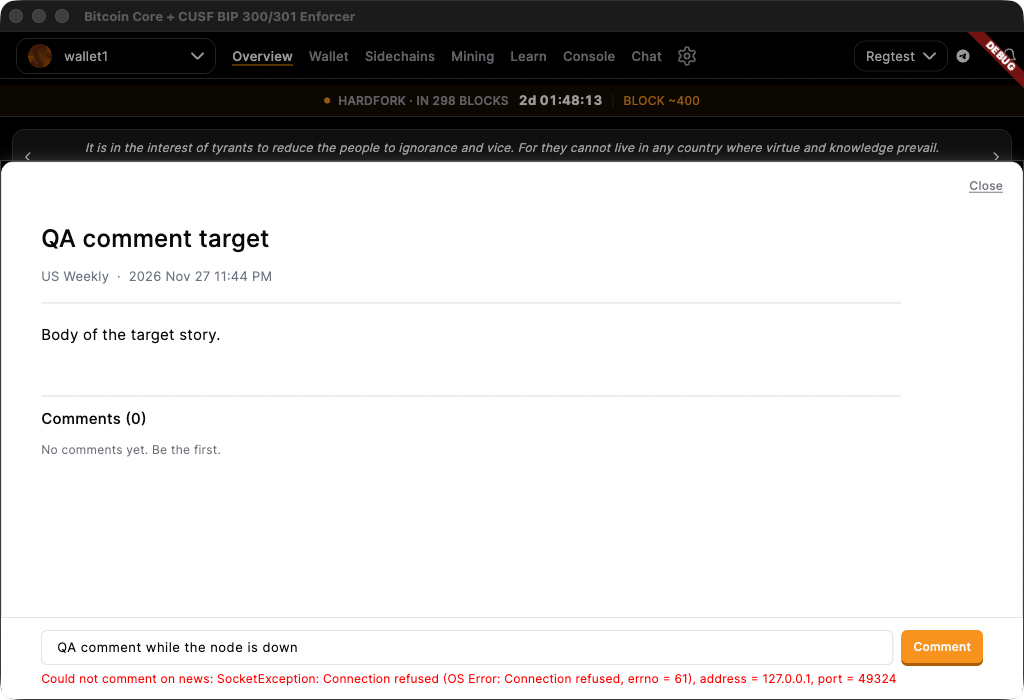 Bitcoin Core + CUSF BIP 300/301 Enforcer
wallet1 Overview Wallet Sidechains Mining Learn Console Chat Regtest DEBUG
HARDFORK · IN 298 BLOCKS 2d 01:48:13 BLOCK ~400
It is in the interest of tyrants to reduce the people to ignorance and vice. For they cannot live in any country where virtue and knowledge prevail.
Close
QA comment target
US Weekly · 2026 Nov 27 11:44 PM
Body of the target story.
Comments (0)
No comments yet. Be the first.
QA comment while the node is down
Comment
Could not comment on news: SocketException: Connection refused (OS Error: Connection refused, errno = 61), address = 127.0.0.1, port = 49324